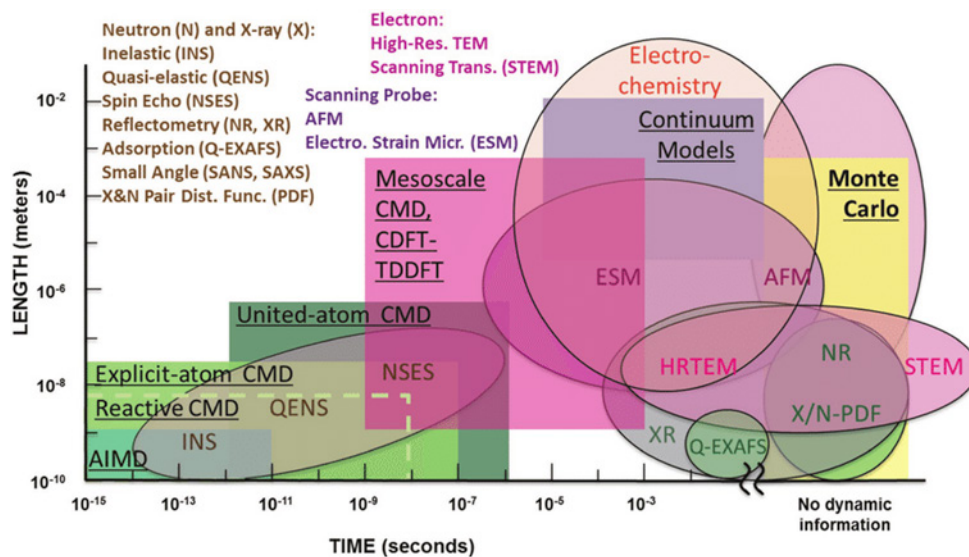 Neutron (N) and X-ray (X):
Inelastic (INS)
Quasi-elastic (QENS)
Spin Echo (NSES)
Reflectometry (NR, XR)
Adsorption (Q-EXAFS)
Small Angle (SANS, SAXS)
X&N Pair Dist. Func. (PDF)
Electron:
High-Res. TEM
Scanning Trans. (STEM)
Scanning Probe:
AFM
Electro. Strain Micr. (ESM)
Electro-
chemistry
Continuum
Models
Mesoscale
CMD,
CDFT-
TDDFT
Monte
Carlo
ESM
AFM
United-atom CMD
Explicit-atom CMD
Reactive CMD
AIMD
NSES
QENS
INS
HRTEM
NR
STEM
X/N-PDF
XR
Q-EXAFS
LENGTH (meters)
10-2
10-4
10-6
10-8
10-10
10-15
10-13
10-11
10-9
10-7
10-5
10-3
No dynamic
information
TIME (seconds)